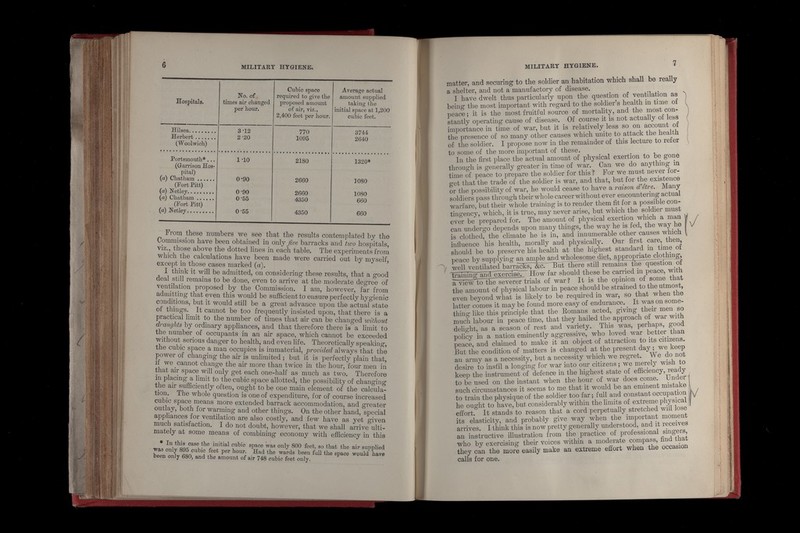 6
MILITARY HYGIENE.
Hospitals.
No. of
times air changed
per hour.
Cubic space
required to give the
proposed amount
of air, viz.,
2,400 feet per hour.
Average actual
amount supplied
taking the
initial space at 1,200
cubic feet.
Hilsea......... 3·12 770 3744
Herbert ....... 2·20 1095 2640
(Woolwich)
Portsmouth*... 1·10 2180 1320*
(Garrison Hos-
pital)
(a) Chatham ...... 0·90 2660 1080
(Fort Pitt)
(a) Netley......... 0·90 2660 1080
(a) Chatham ...... 0·55 4350 660
(Fort Pitt)
(a) Netley......... 0·55 4350 660
From these numbers we see that the results contemplated by the
Commission have been obtained in only five barracks and two hospitals,
viz., those above the dotted lines in each table. The experiments from
which the calculations have been made were carried out by myself,
except in those cases marked (a).
I think it will be admitted, on considering these results, that a good
deal still remains to be done, even to arrive at the moderate degree of
ventilation proposed by the Commission. I am, however, far from
admitting that even this would be sufficient to ensure perfectly hygienic
conditions, but it would still be a great advance upon the actual state
of things. It cannot be too frequently insisted upon, that there is a
practical limit to the number of times that air can be changed without
draughts by ordinary appliances, and that therefore there is a limit to
the number of occupants in an air space, which cannot be exceeded
without serious danger to health, and even life. Theoretically speaking,
the cubic space a man occupies is immaterial, provided always that the
power of changing the air is unlimited; but it is perfectly plain that,
if we cannot change the air more than twice in the hour, four men in
that air space will only get each one-half as much as two. Therefore
in placing a limit to the cubic space allotted, the possibility of changing
the air sufficiently often, ought to be one main element of the calcula-
tion. The whole question is one of expenditure, for of course increased
cubic space means more extended barrack accommodation, and greater
outlay, both for warming and other things. On the other hand, special
appliances for ventilation are also costly, and few have as yet given
much satisfaction. I do not doubt, however, that we shall arrive ulti-
mately at some means of combining economy with efficiency in this
* In this case the initial cubic space was only 800 feet, so that the air supplied
was only 895 cubic feet per hour. Had the wards been full the space would have
been only 680, and the amount of air 748 cubic feet only.
MILITARY HYGIENE.
7
matter, and securing to the soldier an habitation which shall be really
a shelter, and not a manufactory of disease.
I have dwelt thus particularly upon the question of ventilation as
being the most important with regard to the soldier's health in time of
peace; it is the most fruitful source of mortality, and the most con-
stantly operating cause of disease. Of course it is not actually of less
importance in time of war, but it is relatively less so on account of
the presence of so many other causes which unite to attack the health
of the soldier. I propose now in the remainder of this lecture to refer
to some of the more important of these.
In the first place the actual amount of physical exertion to be gone
through is generally greater in time of war. Can we do anything in
time of peace to prepare the soldier for this? For we must never for-
get that the trade of the soldier is war, and that, but for the existence
or the possibility of war, he would cease to have a raison d'être. Many
soldiers pass through their whole career without ever encountering actual
warfare, but their whole training is to render them fit for a possible con-
tingency, which, it is true, may never arise, but which the soldier must
ever be prepared for. The amount of physical exertion which a man
can undergo depends upon many things, the way he is fed, the way he
is clothed, the climate he is in, and innumerable other causes which
influence his health, morally and physically. Our first care, then,
should be to preserve his health at the highest standard in time of
peace by supplying an ample and wholesome diet, appropriate clothing,
well ventilated barracks, &c. But there still remains the question of
training and exercise. How far should these be carried in peace, with
a view to the severer trials of war? It is the opinion of some that
the amount of physical labour in peace should be strained to the utmost,
even beyond what is likely to be required in war, so that when the
latter comes it may be found more easy of endurance. It was on some-
thing like this principle that the Romans acted, giving their men so
much labour in peace time, that they hailed the approach of war with
delight, as a season of rest and variety. This was, perhaps, good
policy in a nation eminently aggressive, who loved war better than
peace, and claimed to make it an object of attraction to its citizens.
But the condition of matters is changed at the present day; we keep
an army as a necessity, but a necessity which we regret. We do not
desire to instil a longing for war into our citizens; we merely wish to
keep the instrument of defence in the highest state of efficiency, ready
to be used on the instant when the hour of war does come. Under
such circumstances it seems to me that it would be an eminent mistake
to train the physique of the soldier too far; full and constant occupation
he ought to have, but considerably within the limits of extreme physical
effort. It stands to reason that a cord perpetually stretched will lose
its elasticity, and probably give way when the important moment
arrives. I think this is now pretty generally understood, and it receives
an instructive illustration from the practice of professional singers,
who by exercising their voices within a moderate compass, find that
they can the more easily make an extreme effort when the occasion
calls for one.